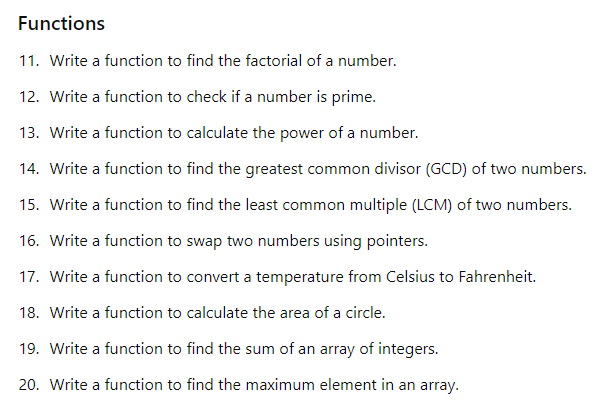 Functions
11. Write a function to find the factorial of a number.
12. Write a function to check if a number is prime.
13. Write a function to calculate the power of a number.
14. Write a function to find the greatest common divisor (GCD) of two numbers.
15. Write a function to find the least common multiple (LCM) of two numbers.
16. Write a function to swap two numbers using pointers.
17. Write a function to convert a temperature from Celsius to Fahrenheit.
18. Write a function to calculate the area of a circle.
19. Write a function to find the sum of an array of integers.
20. Write a function to find the maximum element in an array.